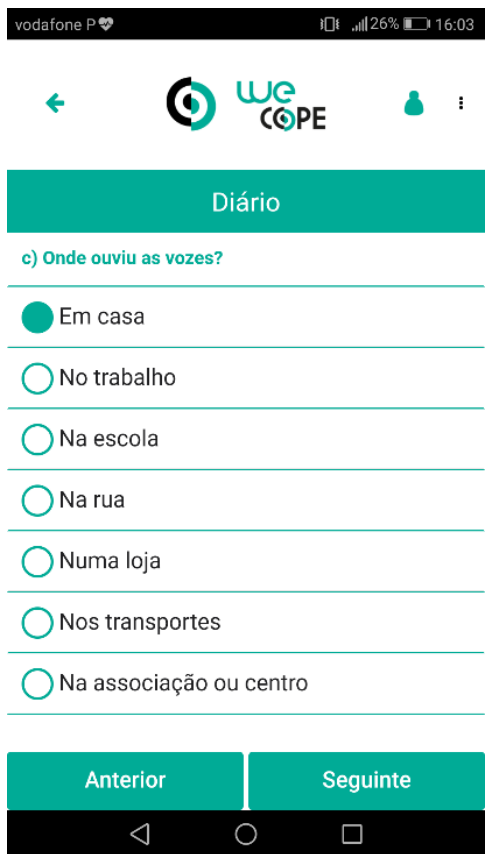 vodafone P
26% 16:03
we
COPE
Diário
c) Onde ouviu as vozes?
Em casa
No trabalho
Na escola
Na rua
Numa loja
Nos transportes
Na associação ou centro
Anterior Seguinte